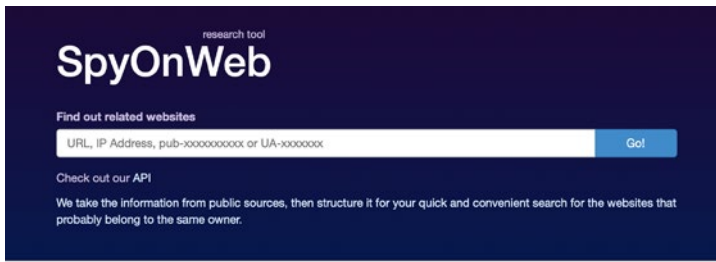 research tool
SpyOnWeb
Find out related websites
URL, IP Address, pub-xxxxxxxxxx or UA-xxxxxxx
Go!
Check out our API
We take the information from public sources, then structure it for your quick and convenient search for the websites that
probably belong to the same owner.